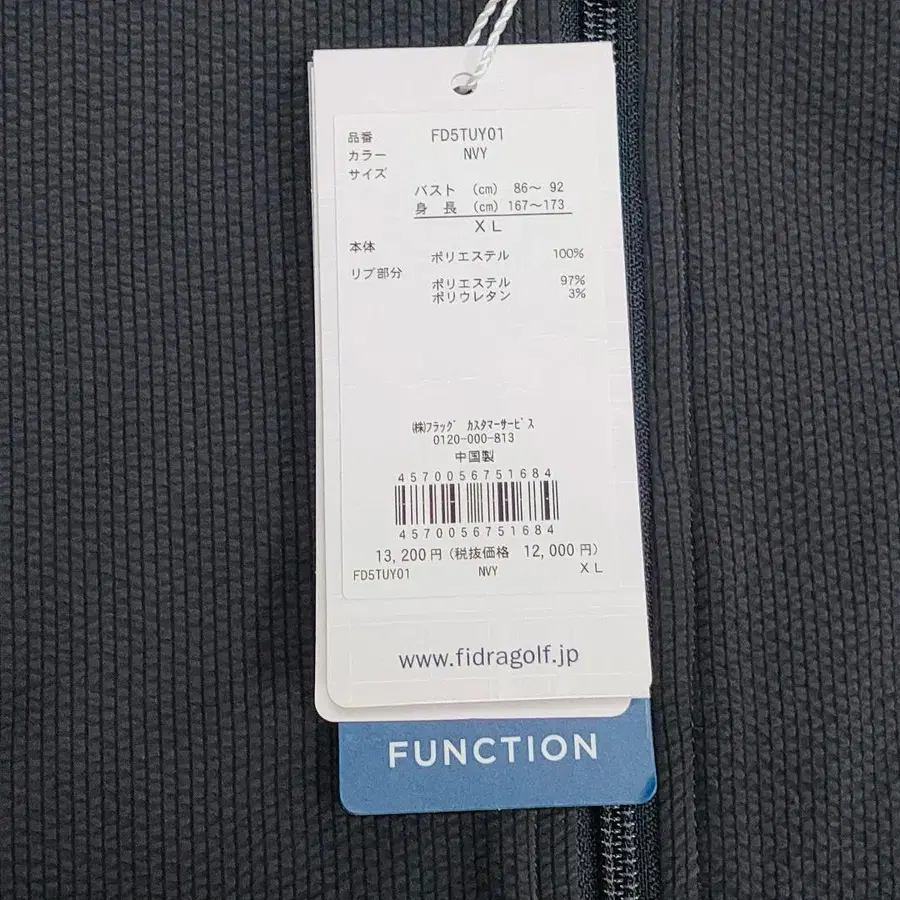 品番 FD5TUY01
カラー NVY
サイズ
バスト (cm) 86～ 92
身 長 (cm) 167～173
XL
本体
ポリエステル 100%
リブ部分
ポリエステル 97%
ポリウレタン 3%
(株)フラッグ カスタマーサービス
0120-000-813
中国製
4570056751684
4570056751684
13,200円(税抜価格 12,000円)
FD5TUY01 NVY XL
www.fidragolf.jp
FUNCTION